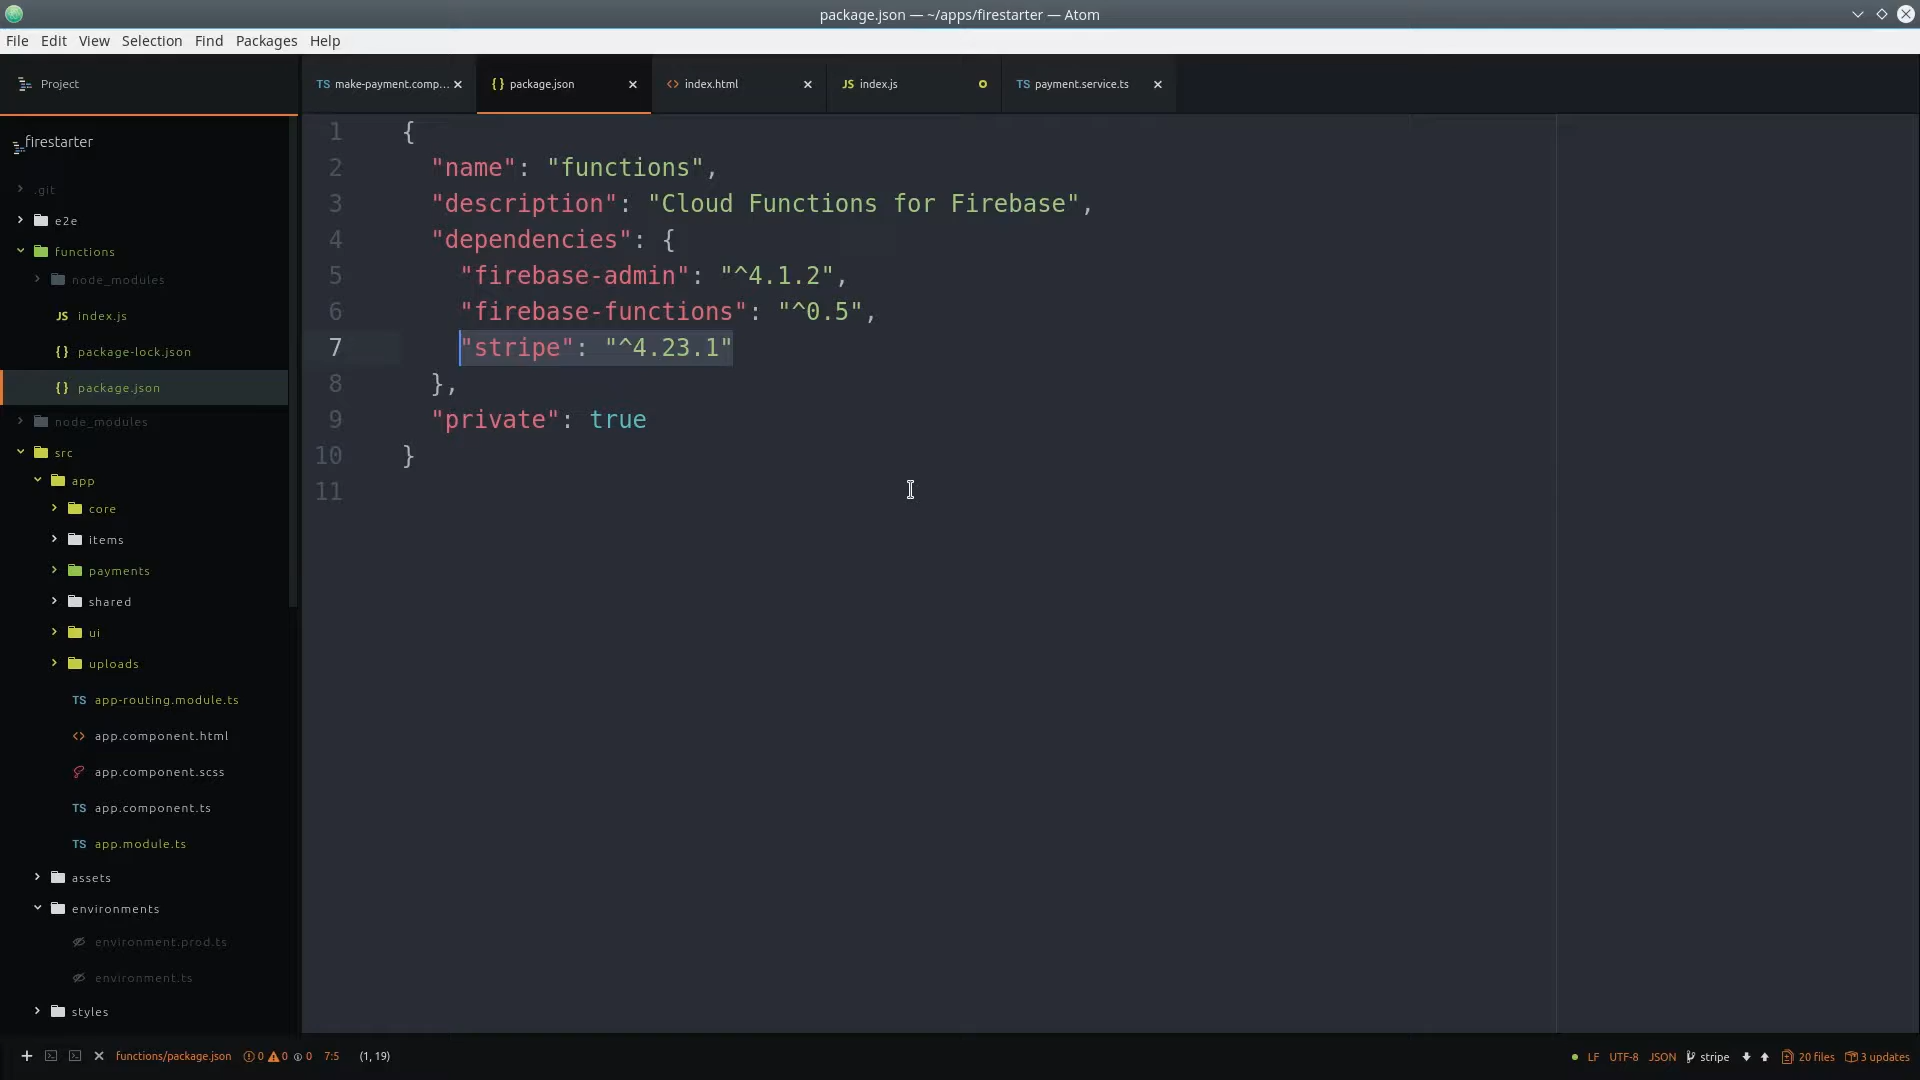 package.json — ~/apps/firestarter — Atom
File Edit View Selection Find Packages Help
Project
TS make-payment.comp...
{ } package.json
<> index.html
JS index.js
TS payment.service.ts
firestarter
.git
e2e
functions
node_modules
JS index.js
{ } package-lock.json
{ } package.json
node_modules
src
app
core
items
payments
shared
ui
uploads
TS app-routing.module.ts
<> app.component.html
app.component.scss
TS app.component.ts
TS app.module.ts
assets
environments
environment.prod.ts
environment.ts
styles
1 {
2 "name": "functions",
3 "description": "Cloud Functions for Firebase",
4 "dependencies": {
5 "firebase-admin": "^4.1.2",
6 "firebase-functions": "^0.5",
7 "stripe": "^4.23.1"
8 },
9 "private": true
10 }
11
functions/package.json 0 0 0 7:5 (1, 19)
LF UTF-8 JSON stripe 20 files 3 updates